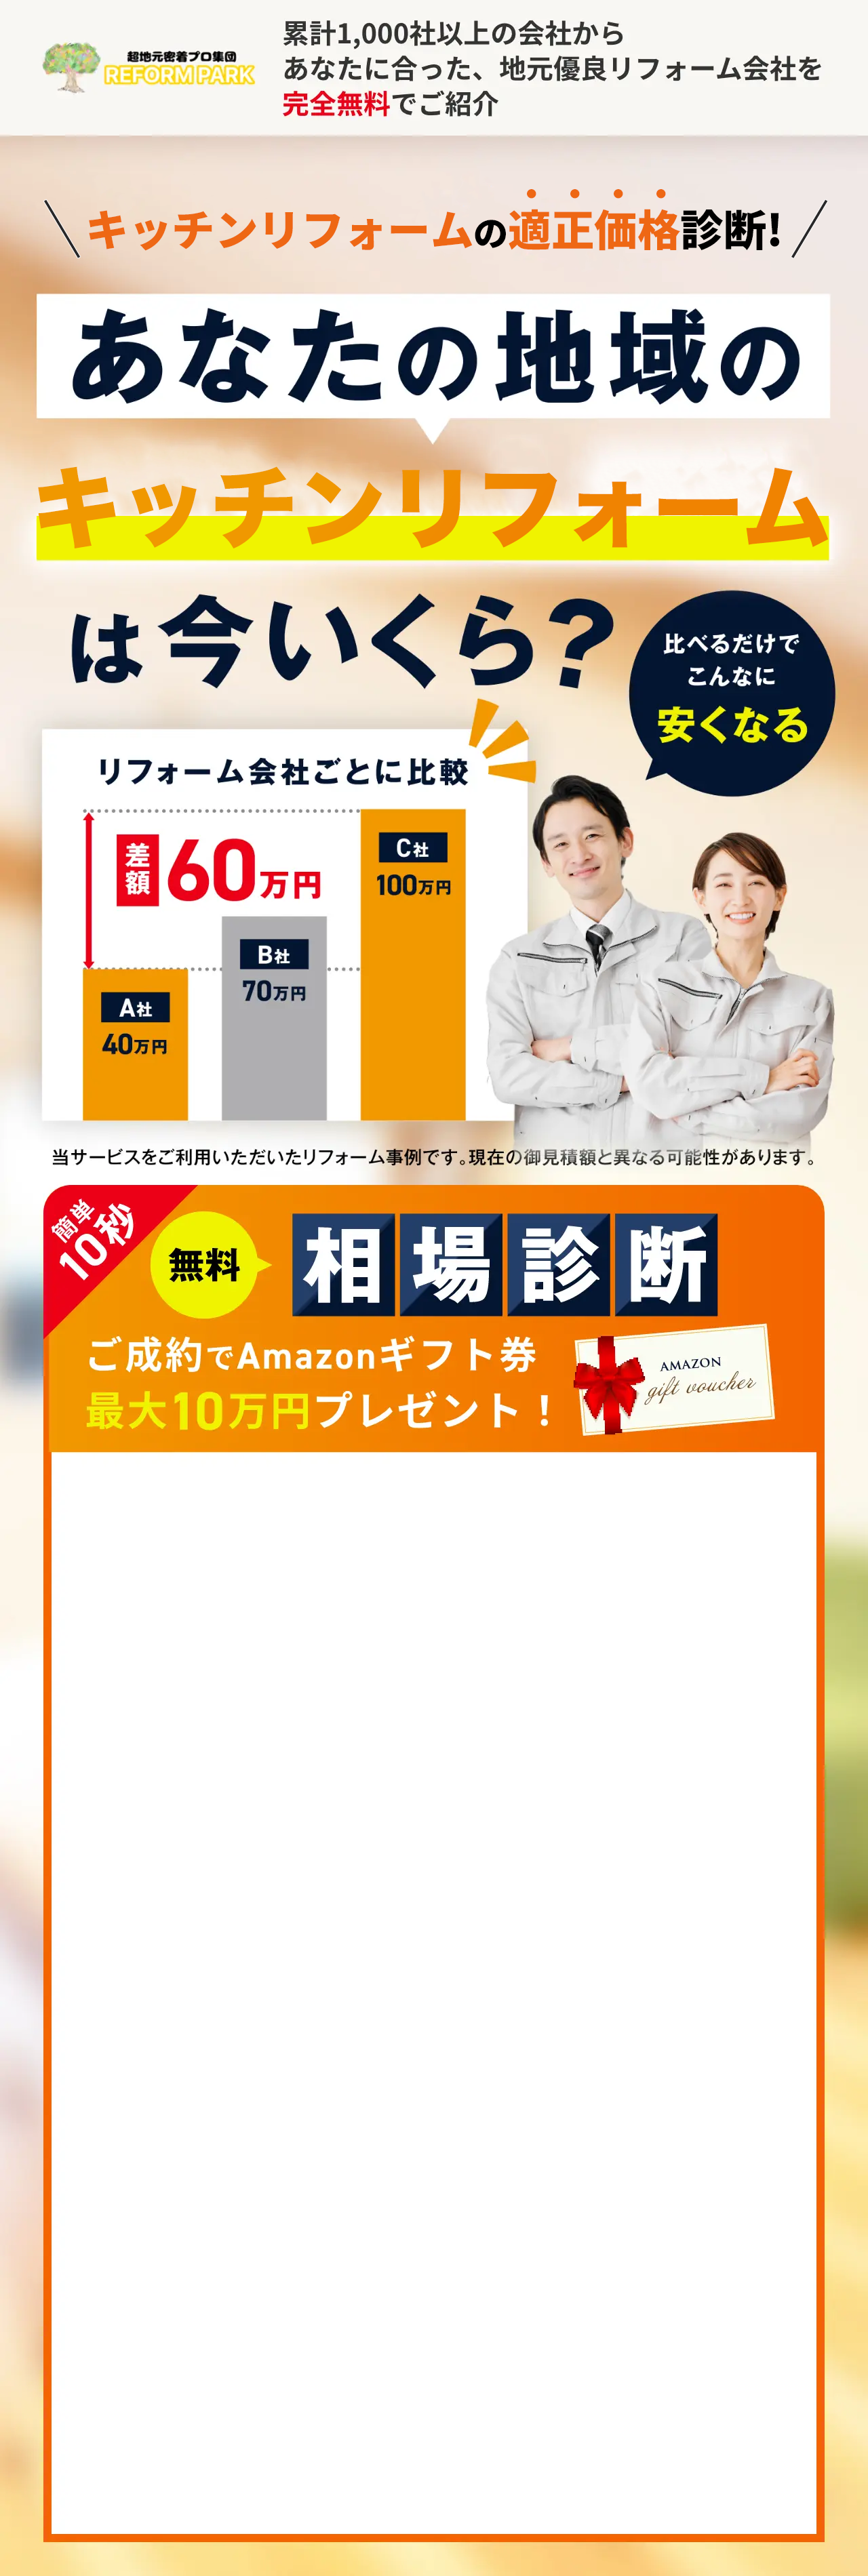 超地元密着プロ集団
REFORM PARK
累計1,000社以上の会社から
あなたに合った、地元優良リフォーム会社を
完全無料でご紹介
キッチンリフォームの適正価格診断!
あなたの地域の
キッチンリフォーム
は今いくら?
比べるだけで
こんなに
安くなる
リフォーム会社ごとに比較
差額60万円
C社
100万円
B社
70万円
A社
40万円
当サービスをご利用いただいたリフォーム事例です。現在の御見積額と異なる可能性があります。
簡単
10秒
無料
相場診断
ご成約でAmazonギフト券
最大10万円プレゼント！
AMAZON
gift voucher